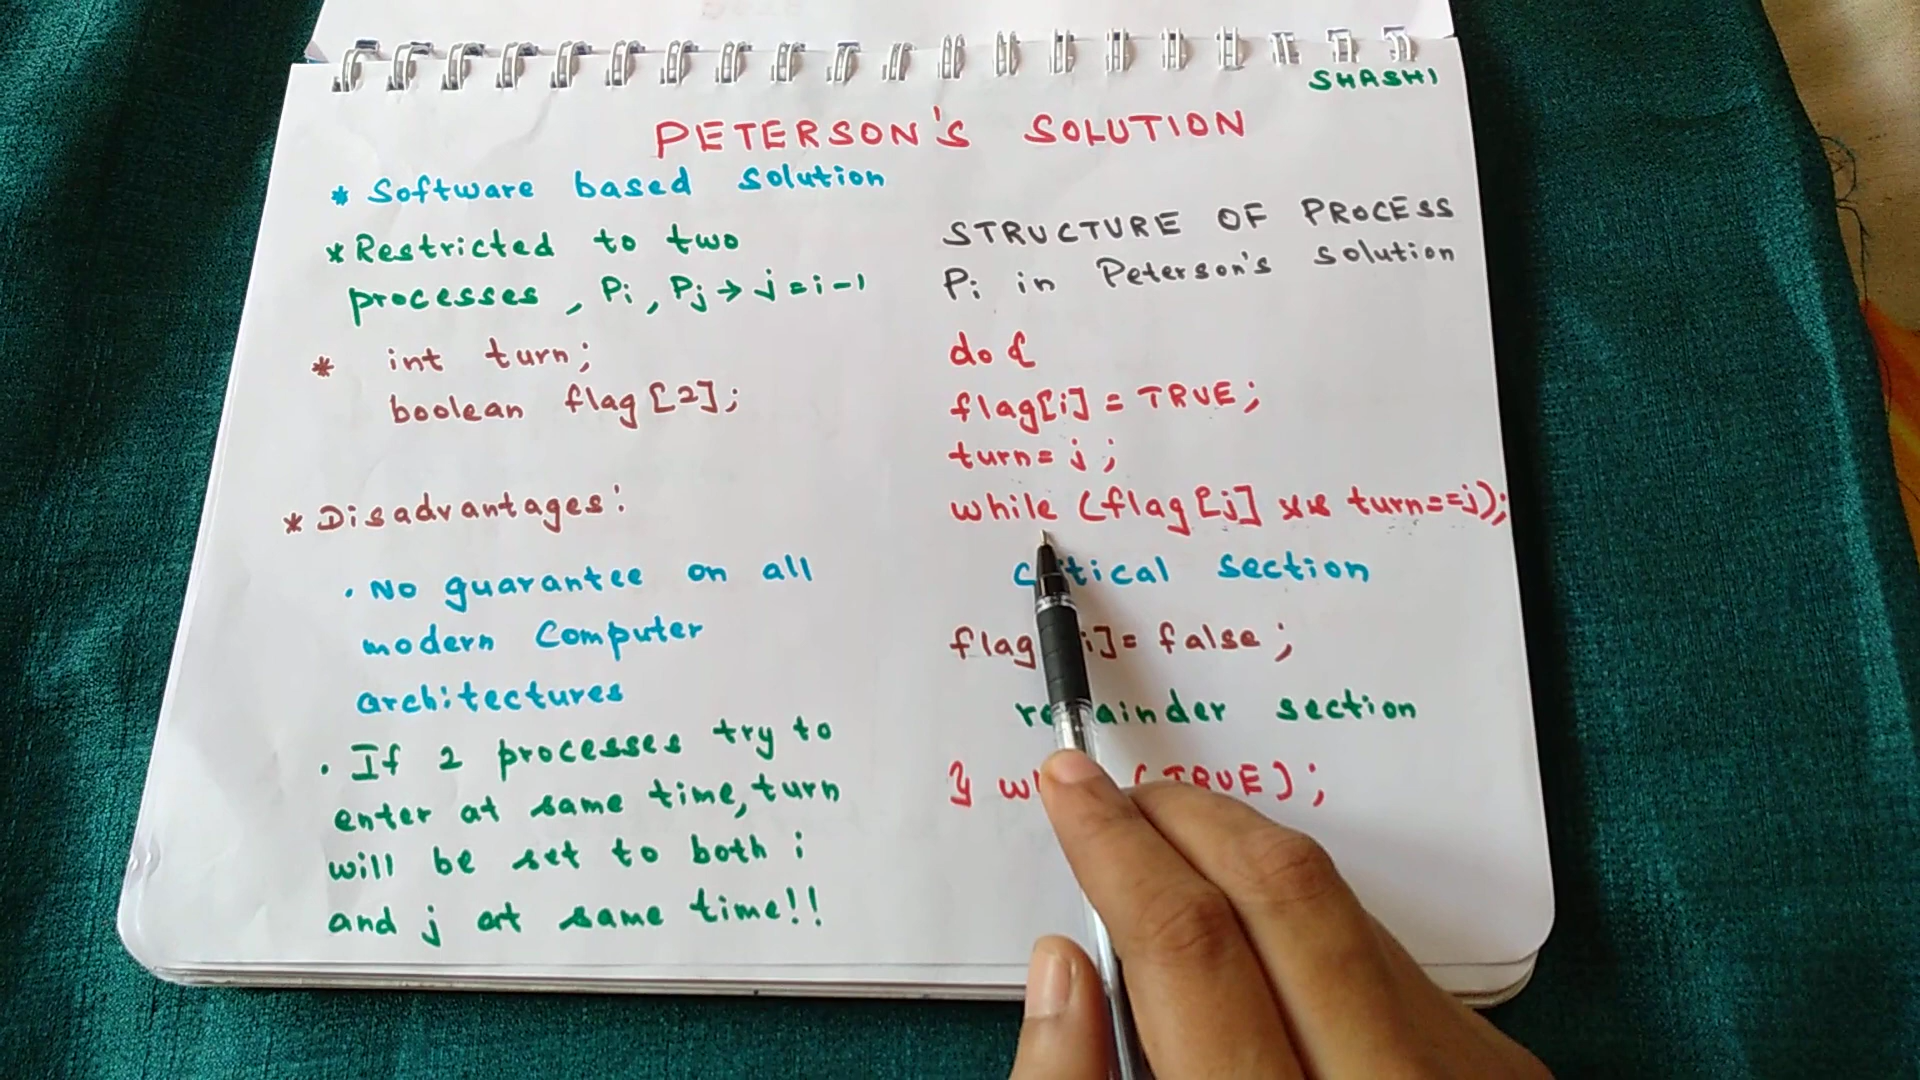 SHASHI
PETERSON'S SOLUTION
* Software based solution
* Restricted to two
processes, Pi, Pj → j=i-1
* int turn;
boolean flag[2];
* Disadvantages:
. No guarantee on all
modern Computer
architectures
. If 2 processes try to
enter at same time, turn
will be set to both i
and j at same time!!
STRUCTURE OF PROCESS
Pi in Peterson's solution
do {
flag[i] = TRUE;
turn= j;
while (flag[j] && turn==j);
section
flag i]= false;
section
} (TRUE);